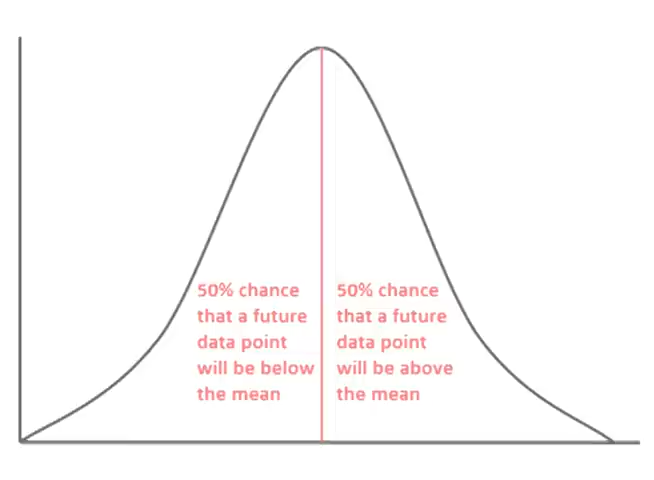 50% chance
that a future
data point
will be below
the mean
50% chance
that a future
data point
will be above
the mean